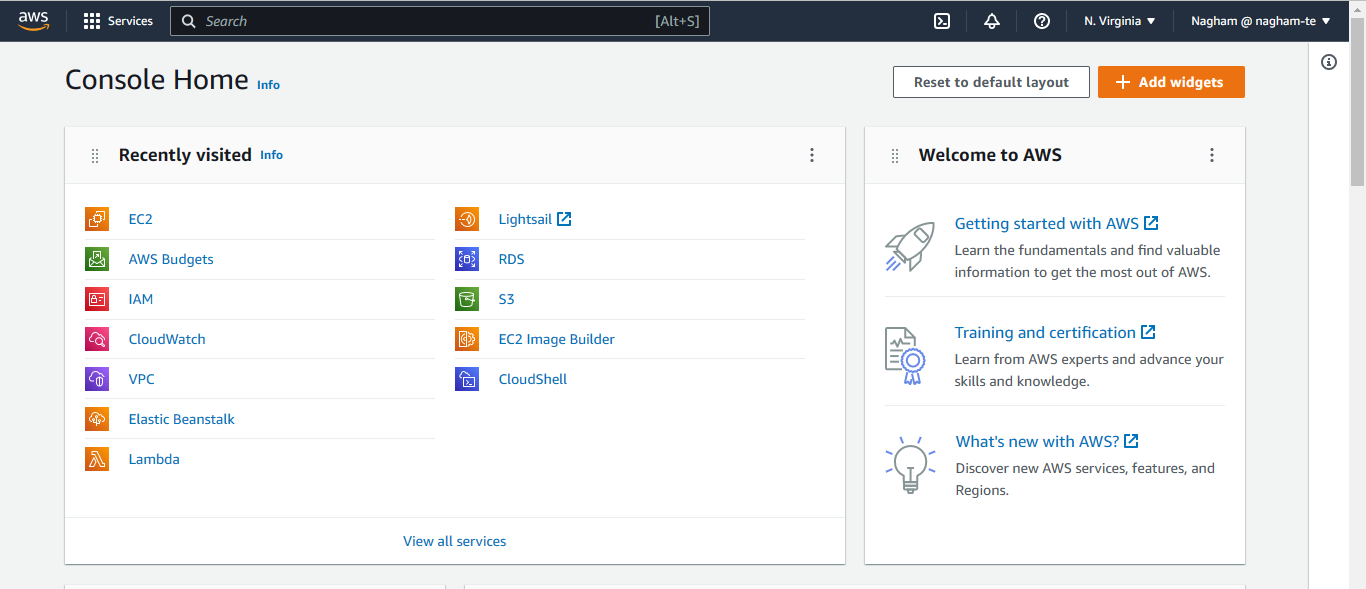 aws
Services
Search
[Alt+S]
N. Virginia
Nagham @ nagham-te
Console Home Info
Reset to default layout
Add widgets
Recently visited Info
EC2
AWS Budgets
IAM
CloudWatch
VPC
Elastic Beanstalk
Lambda
Lightsail
RDS
S3
EC2 Image Builder
CloudShell
View all services
Welcome to AWS
Getting started with AWS
Learn the fundamentals and find valuable
information to get the most out of AWS.
Training and certification
Learn from AWS experts and advance your
skills and knowledge.
What's new with AWS?
Discover new AWS services, features, and
Regions.